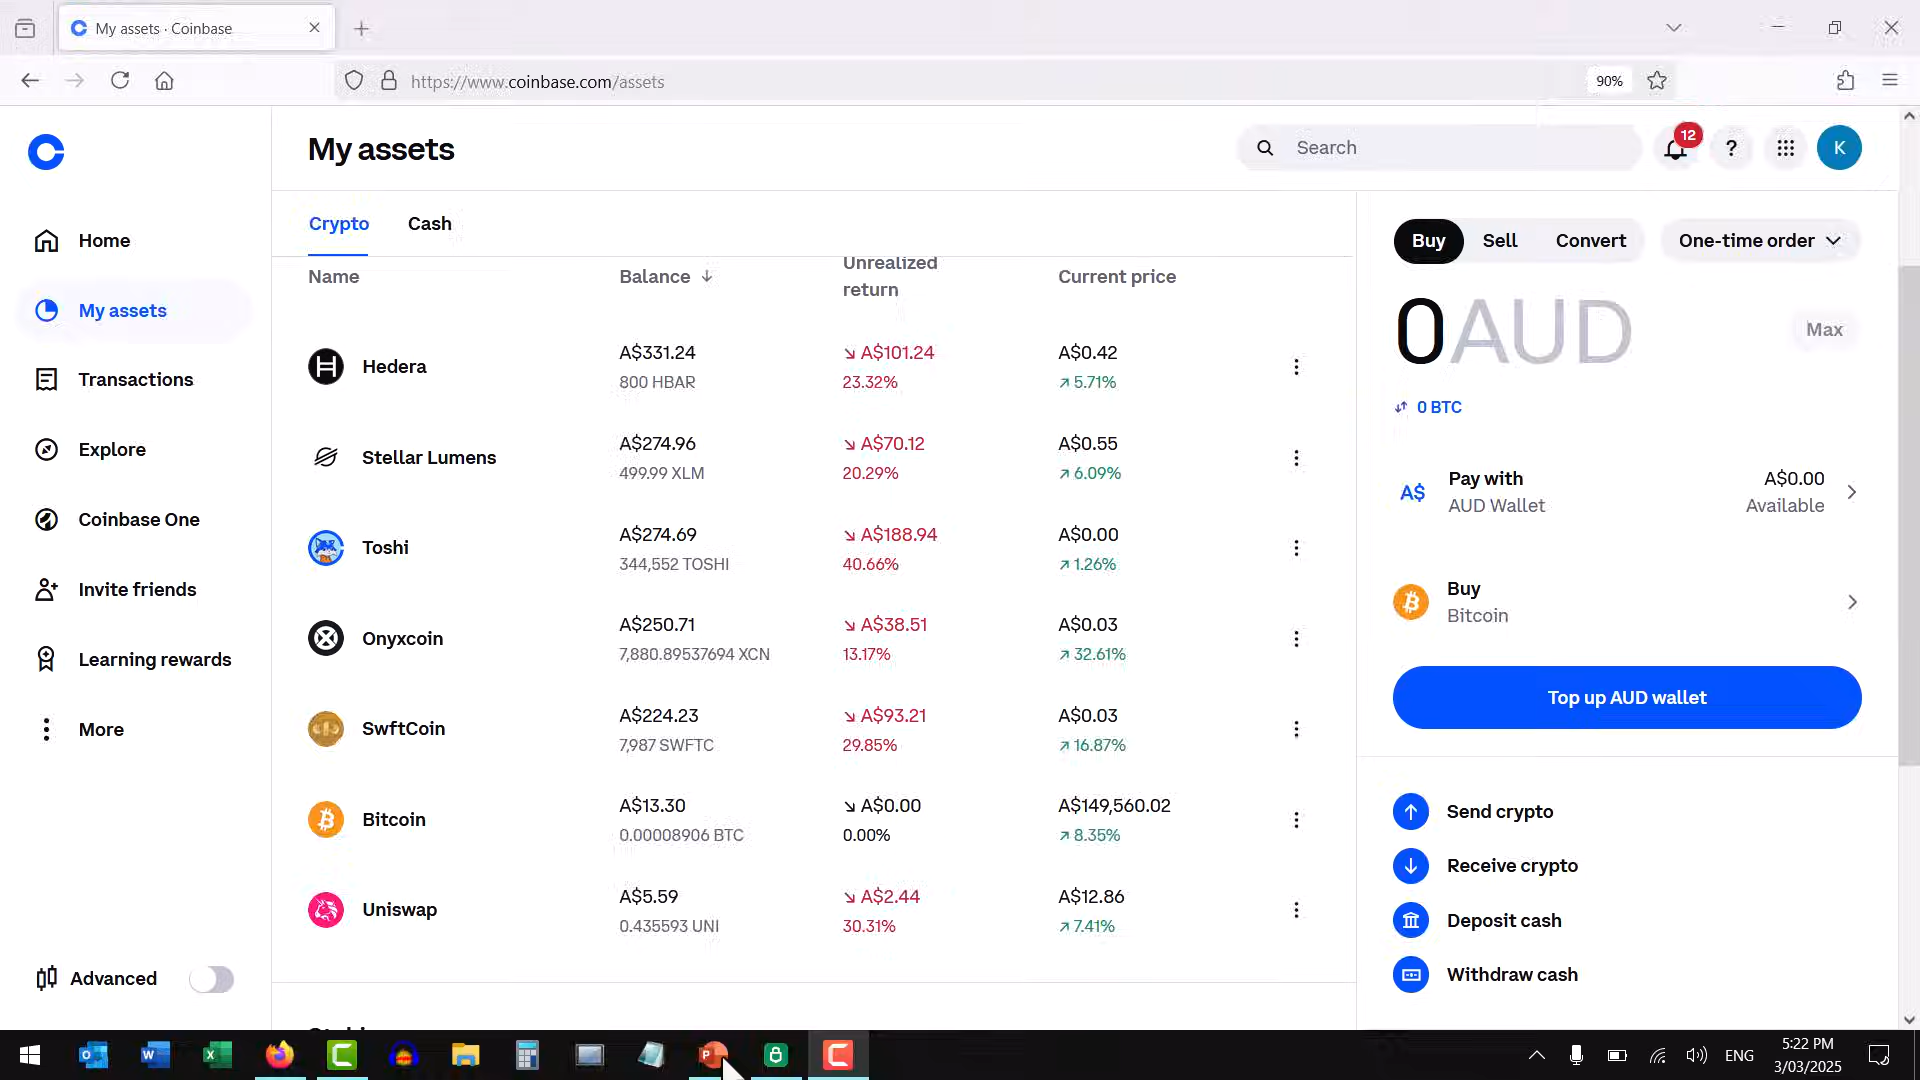 My assets · Coinbase
https://www.coinbase.com/assets
90%
My assets
Search
12
?
K
Home
My assets
Transactions
Explore
Coinbase One
Invite friends
Learning rewards
More
Advanced
Crypto
Cash
Name
Balance
Unrealized
return
Current price
Hedera
A$331.24
800 HBAR
A$101.24
23.32%
A$0.42
5.71%
Stellar Lumens
A$274.96
499.99 XLM
A$70.12
20.29%
A$0.55
6.09%
Toshi
A$274.69
344,552 TOSHI
A$188.94
40.66%
A$0.00
1.26%
Onyxcoin
A$250.71
7,880.89537694 XCN
A$38.51
13.17%
A$0.03
32.61%
SwftCoin
A$224.23
7,987 SWFTC
A$93.21
29.85%
A$0.03
16.87%
Bitcoin
A$13.30
0.00008906 BTC
A$0.00
0.00%
A$149,560.02
8.35%
Uniswap
A$5.59
0.435593 UNI
A$2.44
30.31%
A$12.86
7.41%
Buy
Sell
Convert
One-time order
0AUD
Max
0 BTC
A$
Pay with
AUD Wallet
A$0.00
Available
Buy
Bitcoin
Top up AUD wallet
Send crypto
Receive crypto
Deposit cash
Withdraw cash
ENG
5:22 PM
3/03/2025